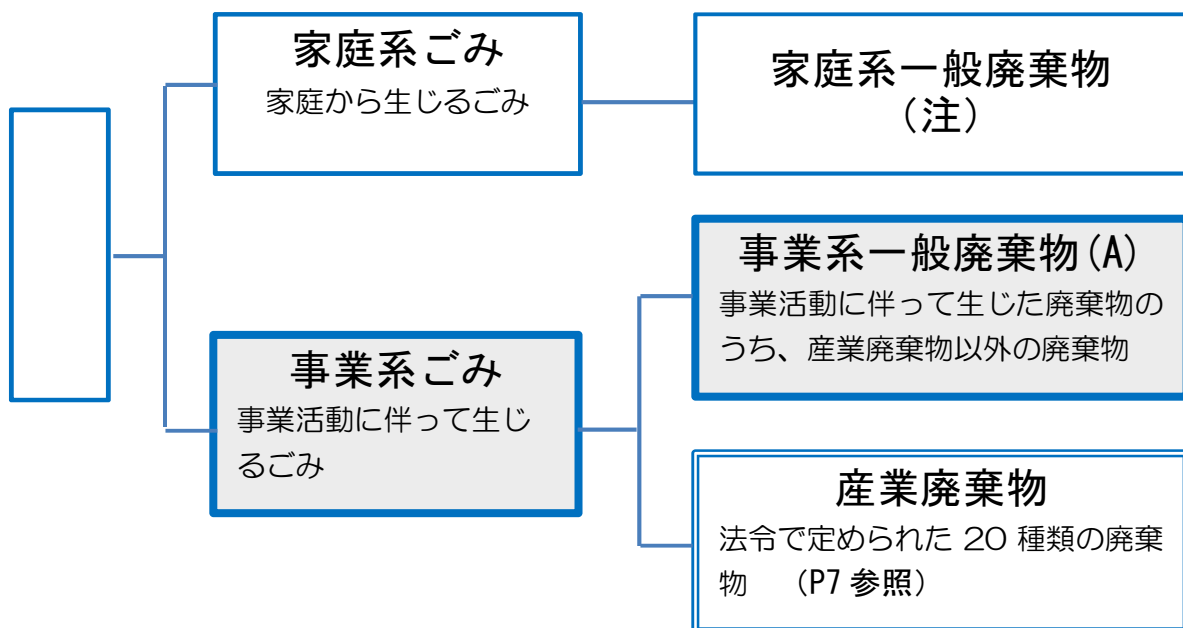 家庭系ごみ
家庭から生じるごみ
家庭系一般廃棄物
（注）
事業系一般廃棄物(A)
事業活動に伴って生じた廃棄物の
うち、産業廃棄物以外の廃棄物
事業系ごみ
事業活動に伴って生じ
るごみ
産業廃棄物
法令で定められた 20 種類の廃棄
物　（P7 参照）